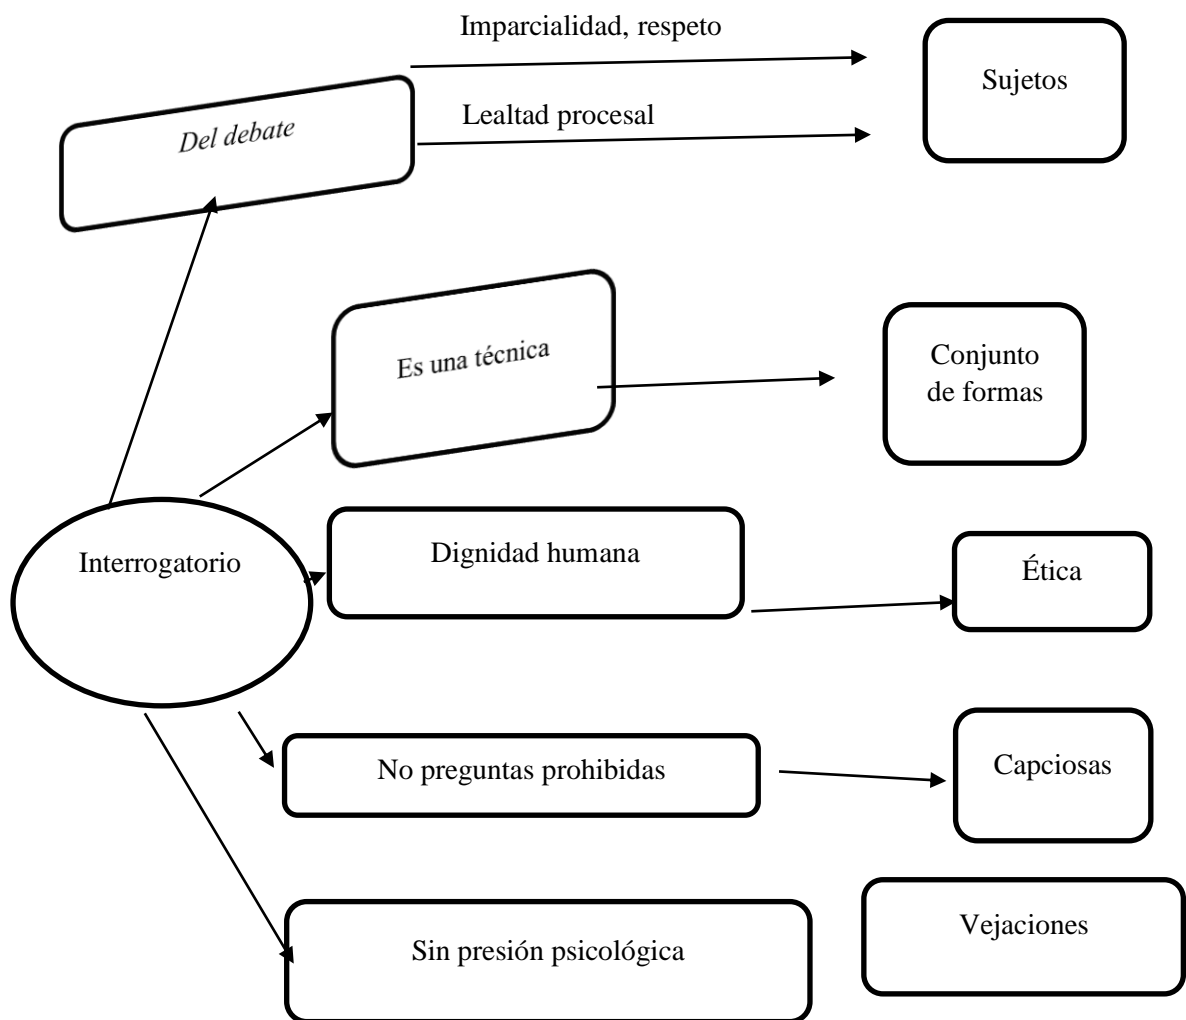 Imparcialidad, respeto
Sujetos
Lealtad procesal
Del debate
Es una técnica
Conjunto
de formas
Interrogatorio
Dignidad humana
Ética
No preguntas prohibidas
Capciosas
Sin presión psicológica
Vejaciones